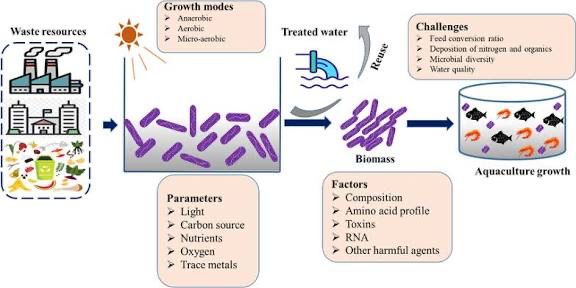 Waste resources
Growth modes
➢ Anaerobic
➢ Aerobic
➢ Micro-aerobic
Treated water
Reuse
Challenges
➢ Feed conversion ratio
➢ Deposition of nitrogen and organics
➢ Microbial diversity
➢ Water quality
Biomass
Aquaculture growth
Parameters
➢ Light
➢ Carbon source
➢ Nutrients
➢ Oxygen
➢ Trace metals
Factors
➢ Composition
➢ Amino acid profile
➢ Toxins
➢ RNA
➢ Other harmful agents